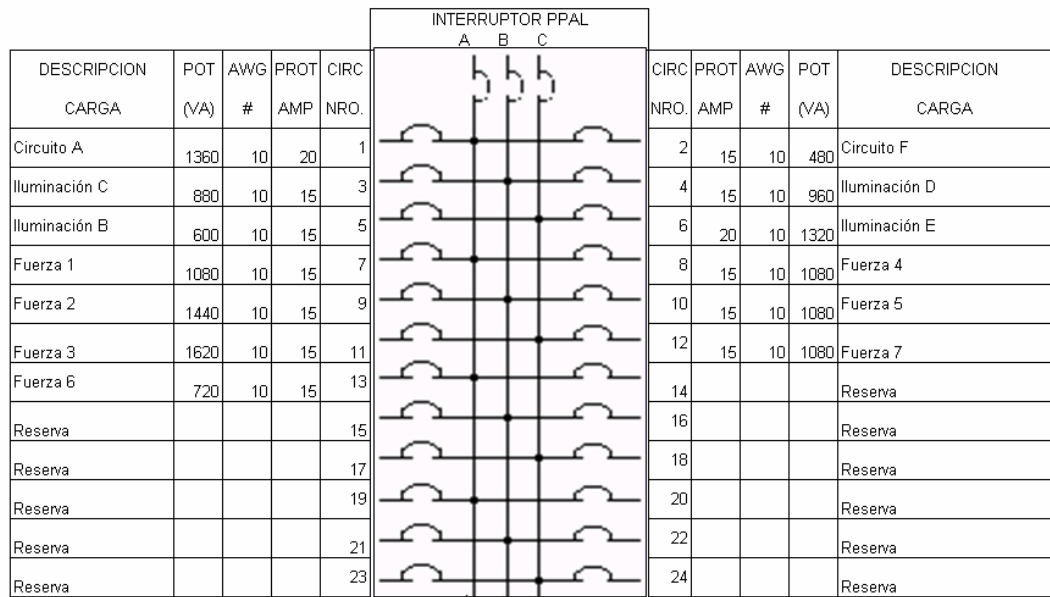 INTERRUPTOR PPAL
A B C
DESCRIPCION POT AWG PROT CIRC CIRC PROT AWG POT DESCRIPCION
CARGA (VA) # AMP NRO. NRO. AMP # (VA) CARGA
Circuito A 1360 10 20 1 2 15 10 480 Circuito F
Iluminación C 880 10 15 3 4 15 10 960 Iluminación D
Iluminación B 600 10 15 5 6 20 10 1320 Iluminación E
Fuerza 1 1080 10 15 7 8 15 10 1080 Fuerza 4
Fuerza 2 1440 10 15 9 10 15 10 1080 Fuerza 5
Fuerza 3 1620 10 15 11 12 15 10 1080 Fuerza 7
Fuerza 6 720 10 15 13 14 Reserva
Reserva 15 16 Reserva
Reserva 17 18 Reserva
Reserva 19 20 Reserva
Reserva 21 22 Reserva
Reserva 23 24 Reserva